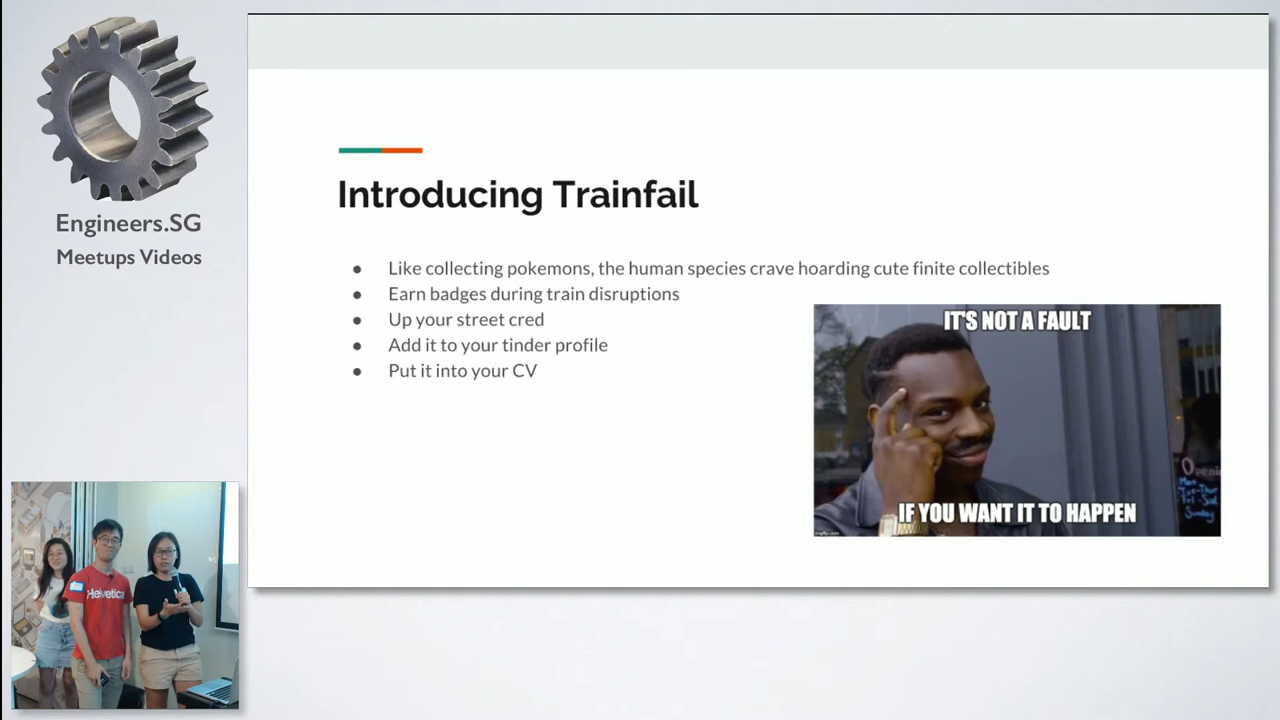 Engineers.SG
Meetups Videos
Introducing Trainfail
● Like collecting pokemons, the human species crave hoarding cute finite collectibles
● Earn badges during train disruptions
● Up your street cred
● Add it to your tinder profile
● Put it into your CV
IT'S NOT A FAULT
IF YOU WANT IT TO HAPPEN
Helvetica